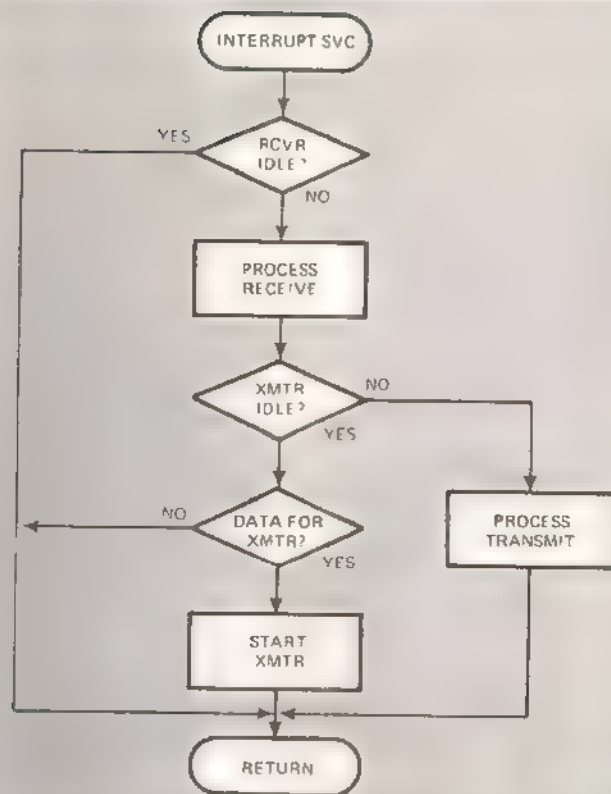 INTERRUPT SVC
YES
RCVR
IDLE?
NO
PROCESS
RECEIVE
XMTR
IDLE?
NO
YES
NO
DATA FOR
XMTR?
YES
PROCESS
TRANSMIT
START
XMTR
RETURN